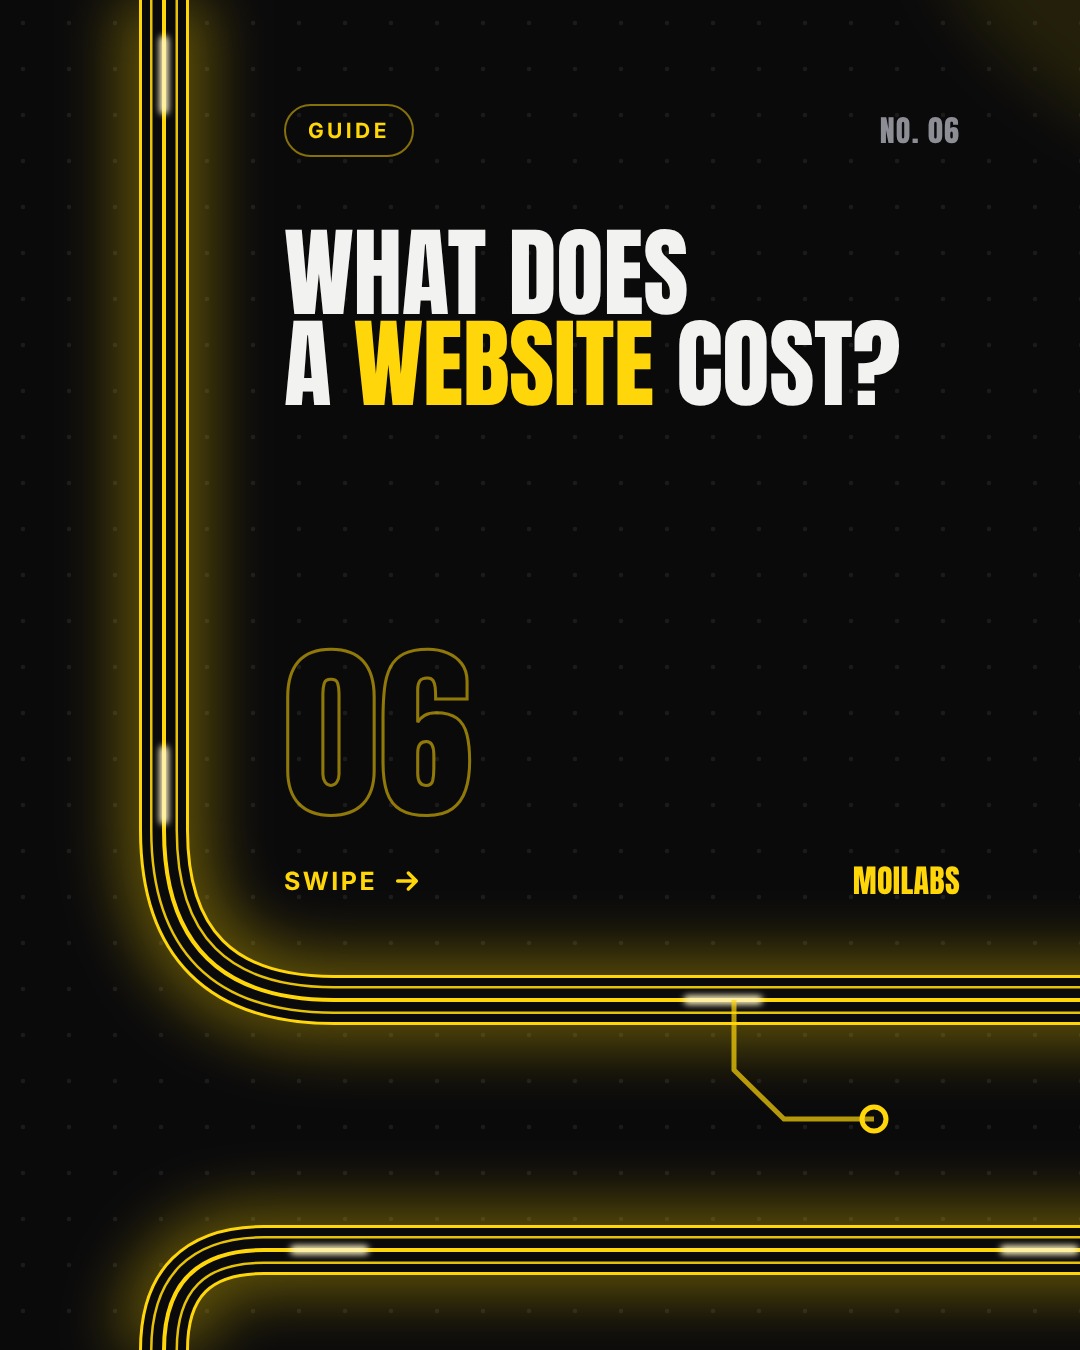 GUIDE
NO. 06
WHAT DOES
A WEBSITE COST?
06
SWIPE →
MOILABS